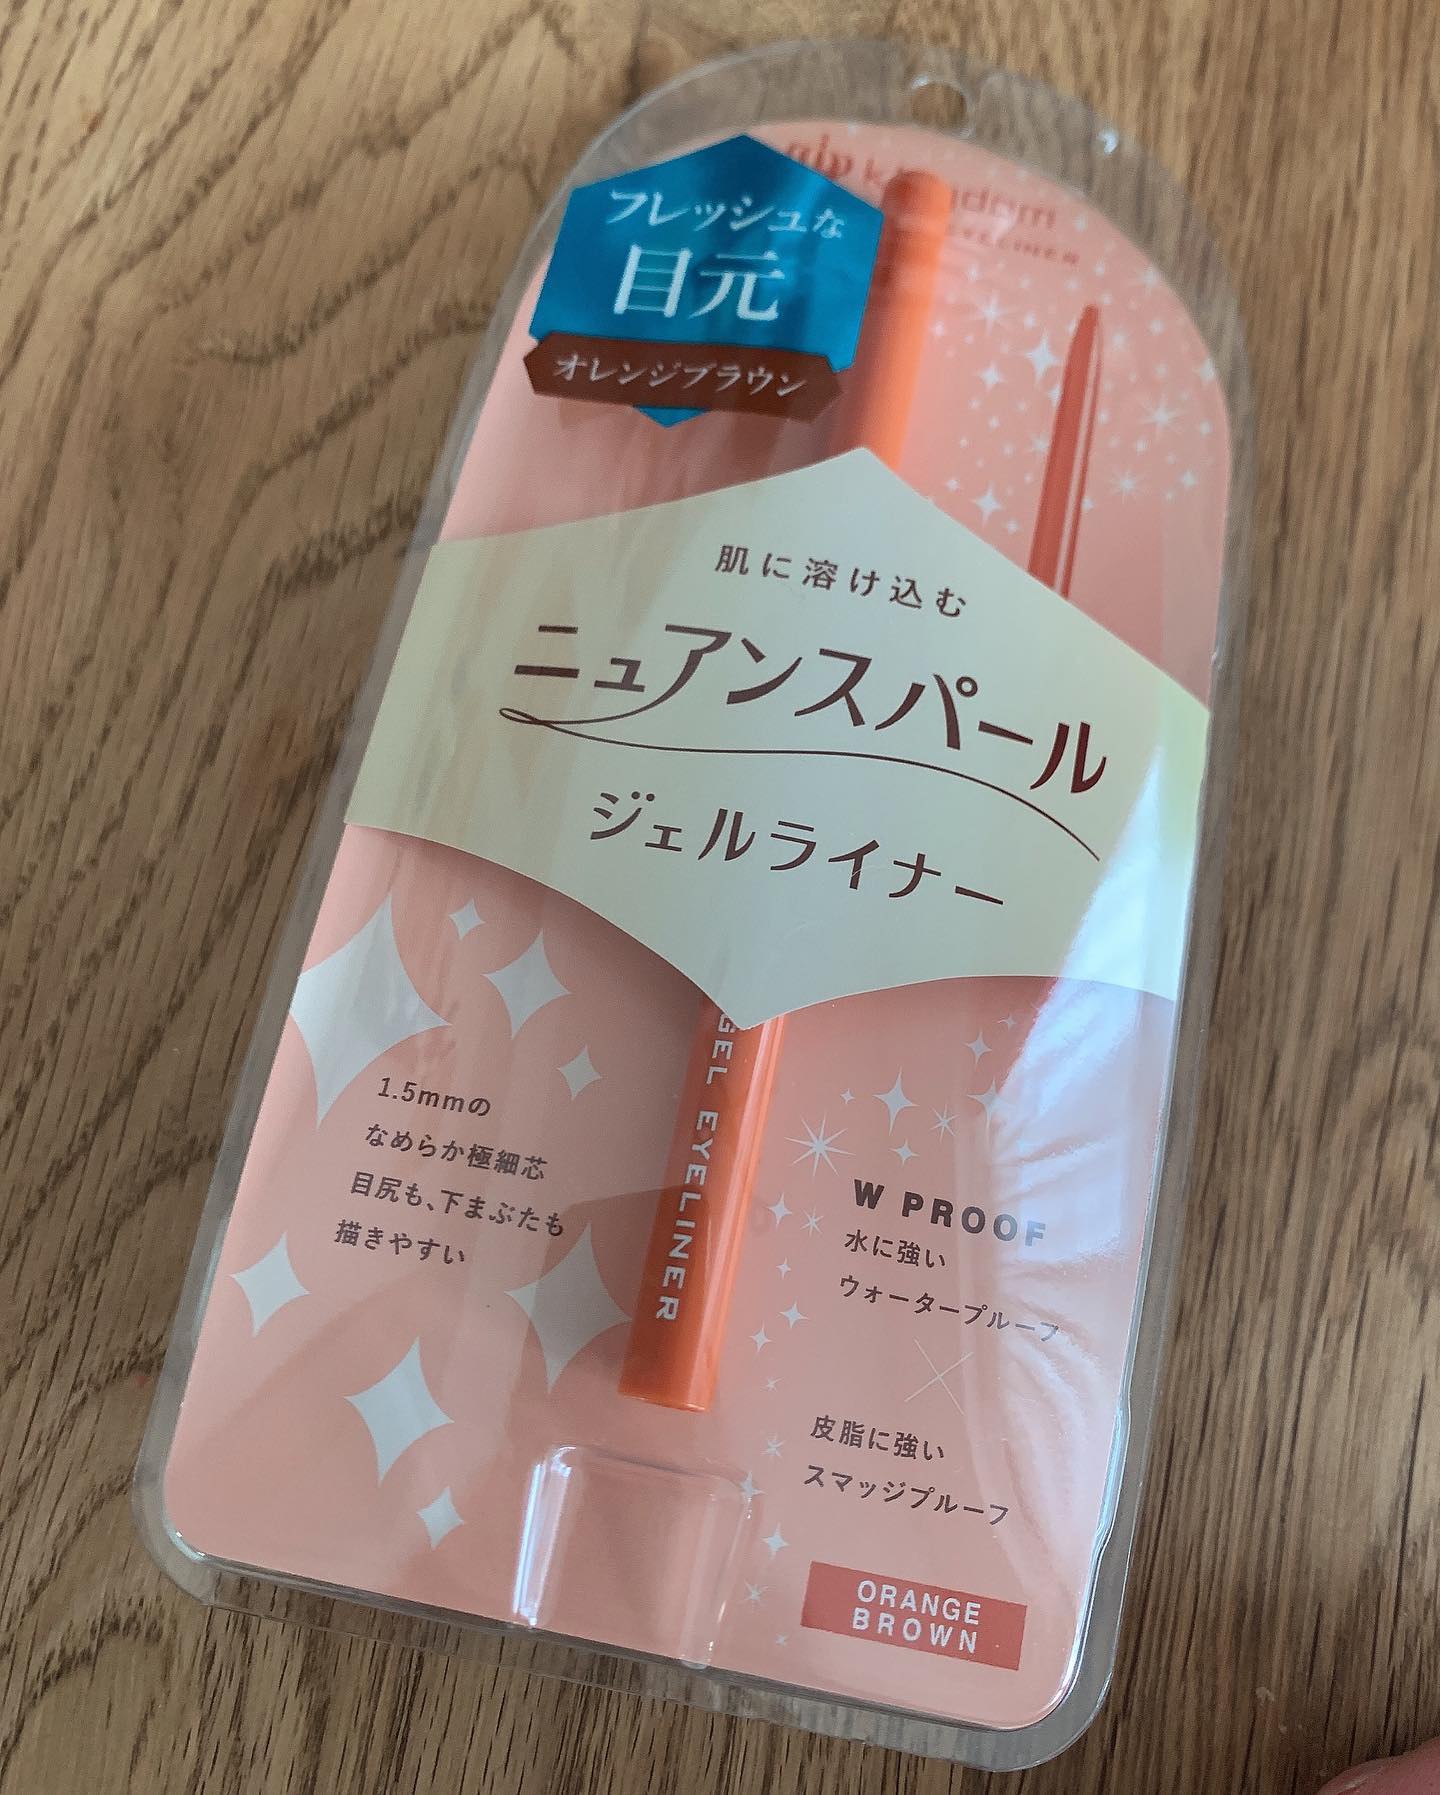 フレッシュな
目元
オレンジブラウン
EYELINER
肌に溶け込む
ニュアンスパール
ジェルライナー
GEL EYELINER
1.5mmの
なめらか極細芯
目尻も、下まぶたも
描きやすい
W PROOF
水に強い
ウォータープルーフ
×
皮脂に強い
スマッジプルーフ
ORANGE
BROWN